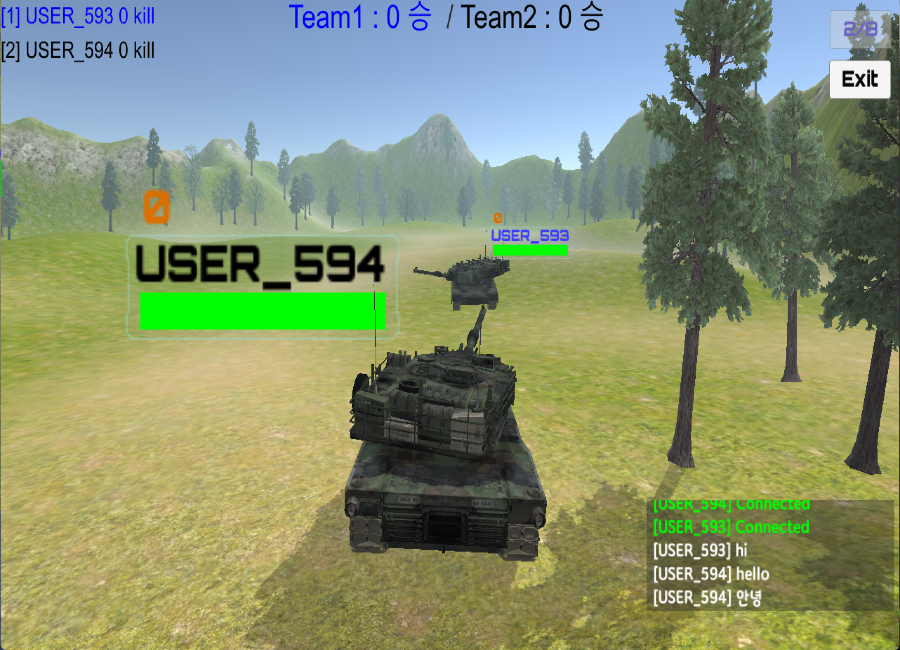 [1] USER_593 0 kill
Team1 : 0 승 / Team2 : 0 승
2/8
[2] USER_594 0 kill
Exit
0
0
USER_593
USER_594
[USER_594] Connected
[USER_593] Connected
[USER_593] hi
[USER_594] hello
[USER_594] 안녕